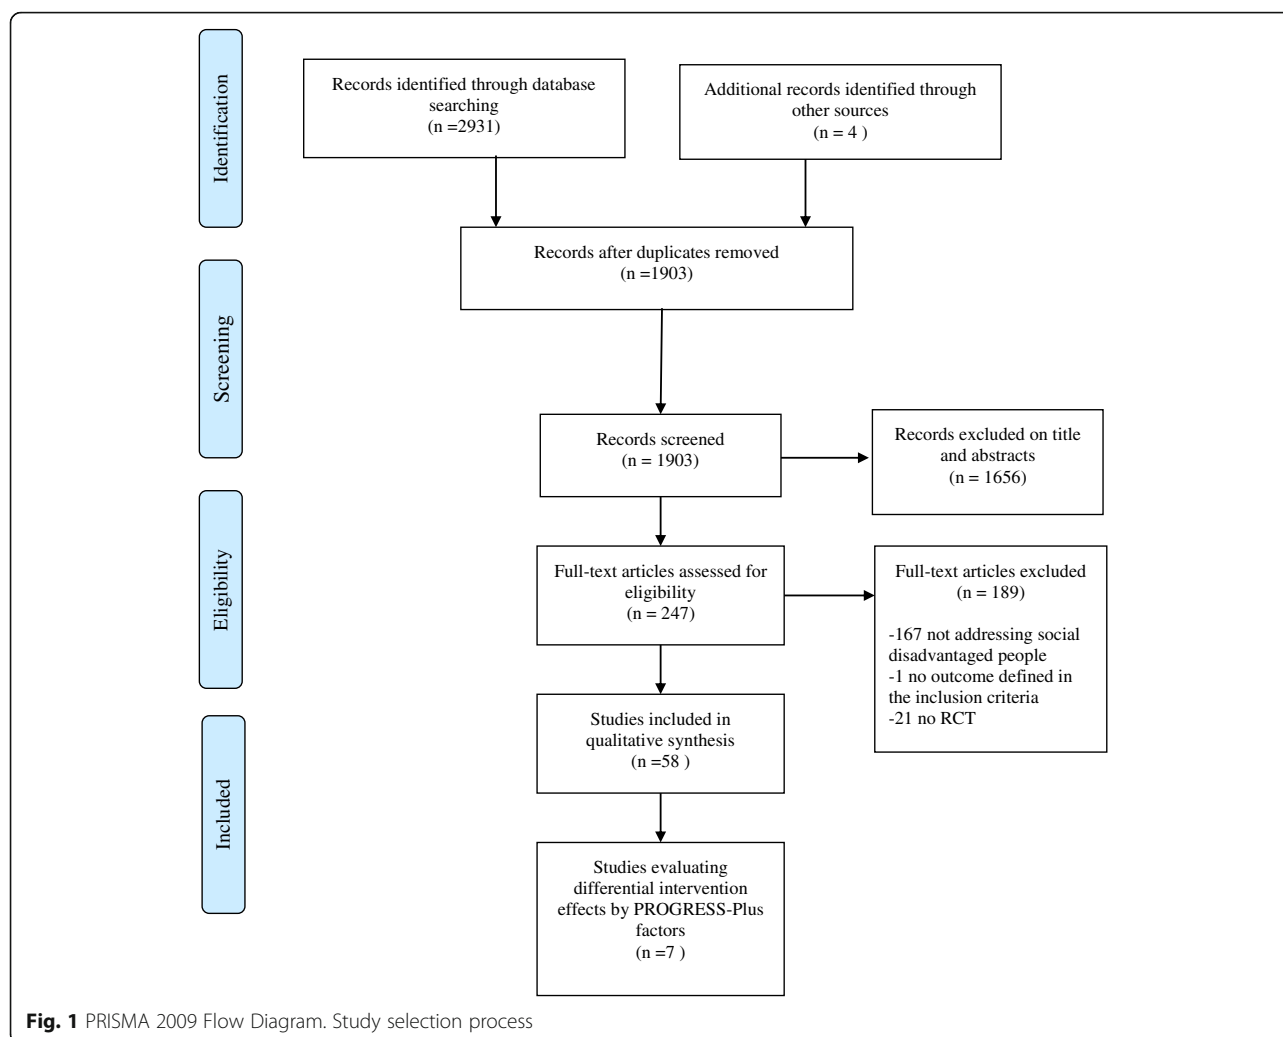 Identification
Records identified through database
searching
(n =2931)
Additional records identified through
other sources
(n = 4 )
Records after duplicates removed
(n =1903)
Screening
Records screened
(n = 1903)
Records excluded on title
and abstracts
(n = 1656)
Eligibility
Full-text articles assessed for
eligibility
(n = 247)
Full-text articles excluded
(n = 189)
-167 not addressing social
disadvantaged people
-1 no outcome defined in
the inclusion criteria
-21 no RCT
Included
Studies included in
qualitative synthesis
(n =58 )
Studies evaluating
differential intervention
effects by PROGRESS-Plus
factors
(n =7 )
Fig. 1 PRISMA 2009 Flow Diagram. Study selection process